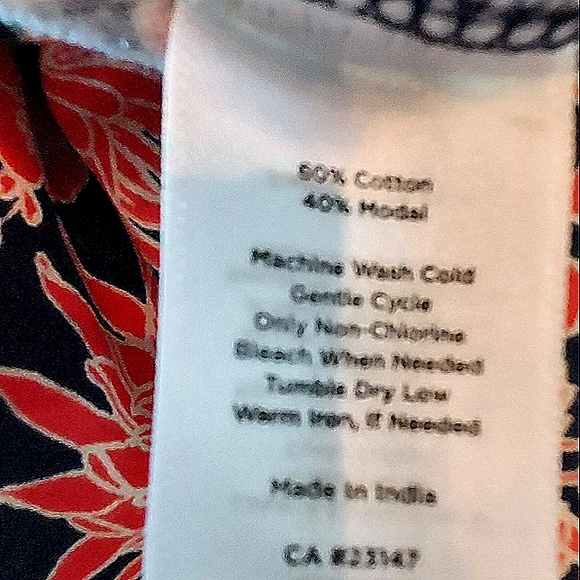 60% Cotton
40% Modal
Machine Wash Cold
Gentle Cycle
Only Non-Chlorine
Bleach When Needed
Tumble Dry Low
Warm Iron, If Needed
Made In India
CA #23147